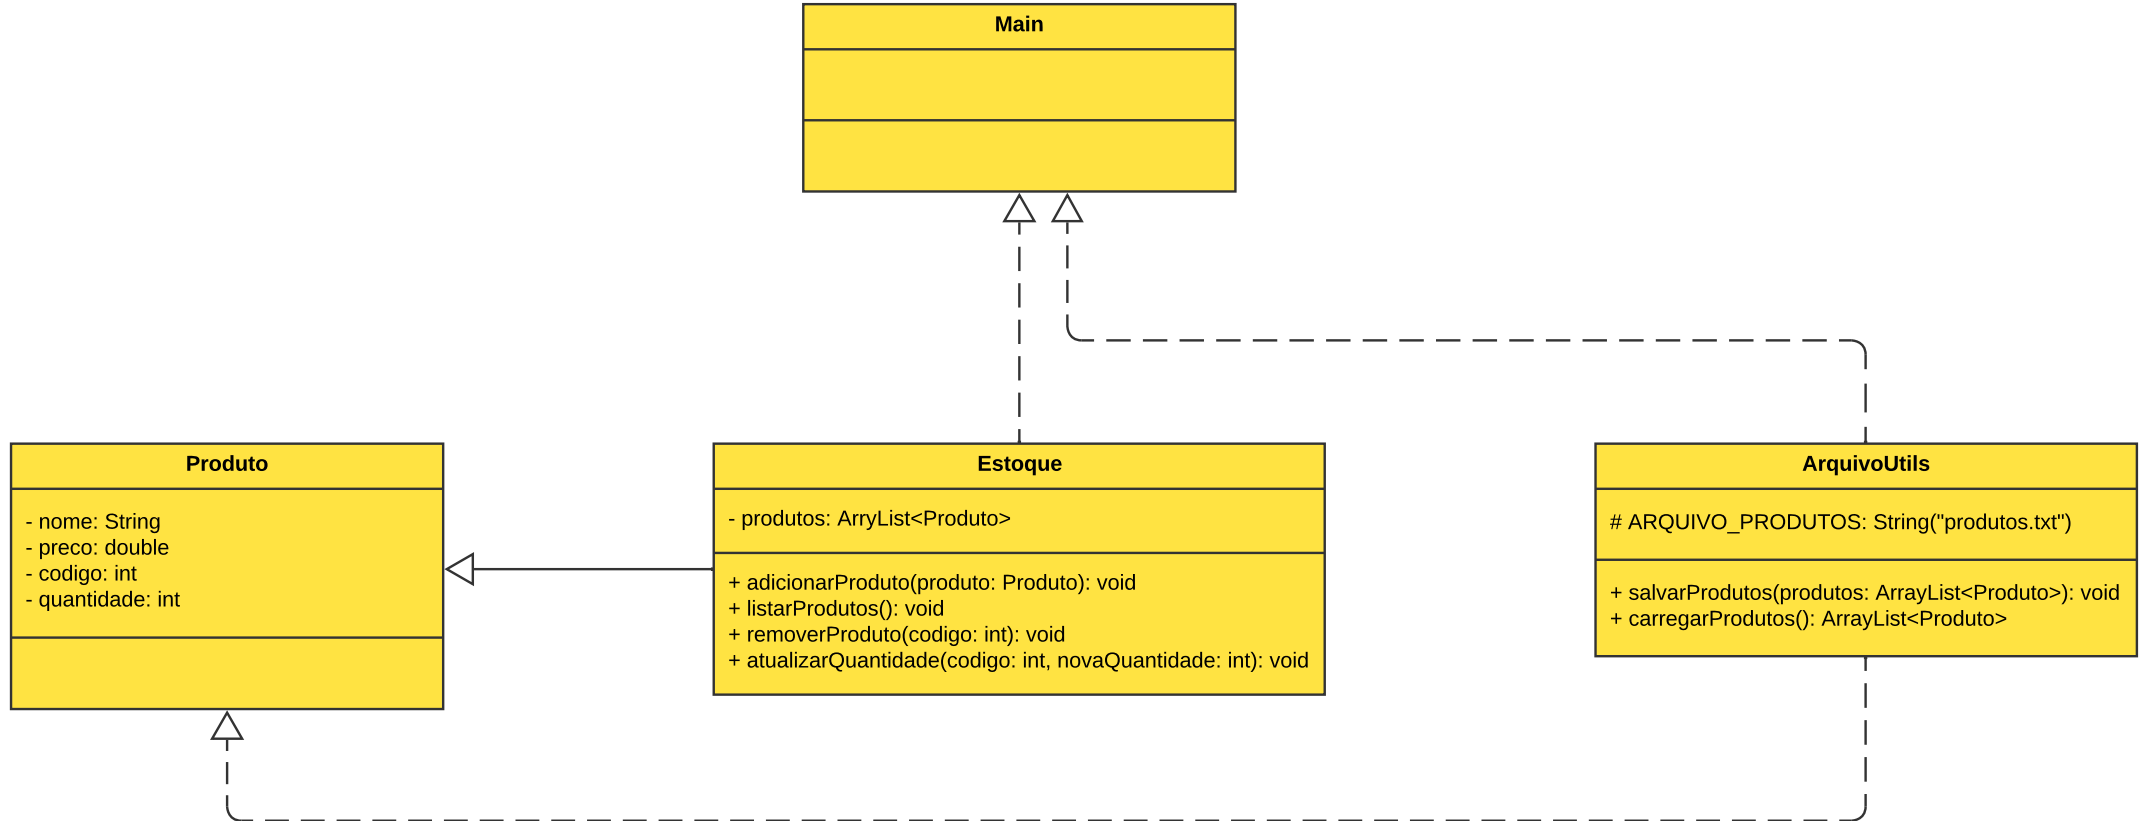 Main
Produto
- nome: String
- preco: double
- codigo: int
- quantidade: int
Estoque
- produtos: ArryList<Produto>
+ adicionarProduto(produto: Produto): void
+ listarProdutos(): void
+ removerProduto(codigo: int): void
+ atualizarQuantidade(codigo: int, novaQuantidade: int): void
ArquivoUtils
# ARQUIVO_PRODUTOS: String("produtos.txt")
+ salvarProdutos(produtos: ArrayList<Produto>): void
+ carregarProdutos(): ArrayList<Produto>